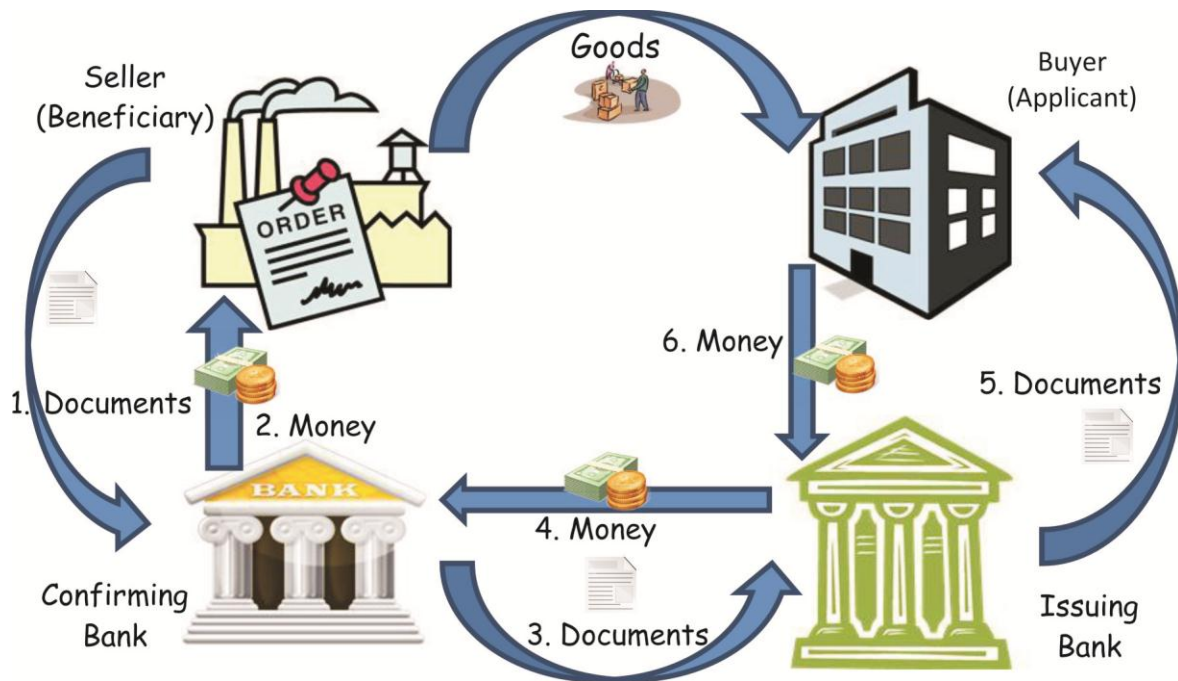 Goods
Seller
(Beneficiary)
Buyer
(Applicant)
ORDER
6. Money
5. Documents
1. Documents
2. Money
BANK
4. Money
Confirming
Bank
3. Documents
Issuing
Bank